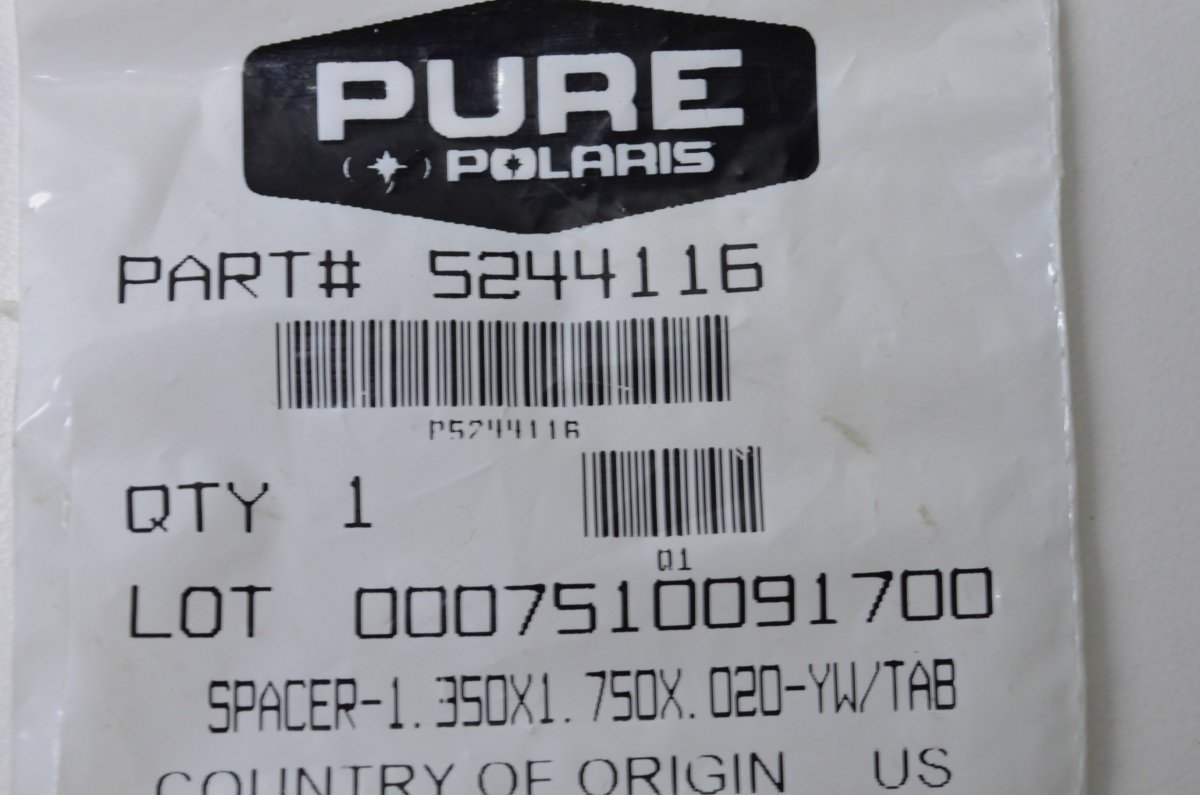 PURE
POLARIS
PART# 5244116
P5244116
QTY 1
Q1
LOT 0007510091700
SPACER-1.350X1.750X.020-YW/TAB
COUNTRY OF ORIGIN US